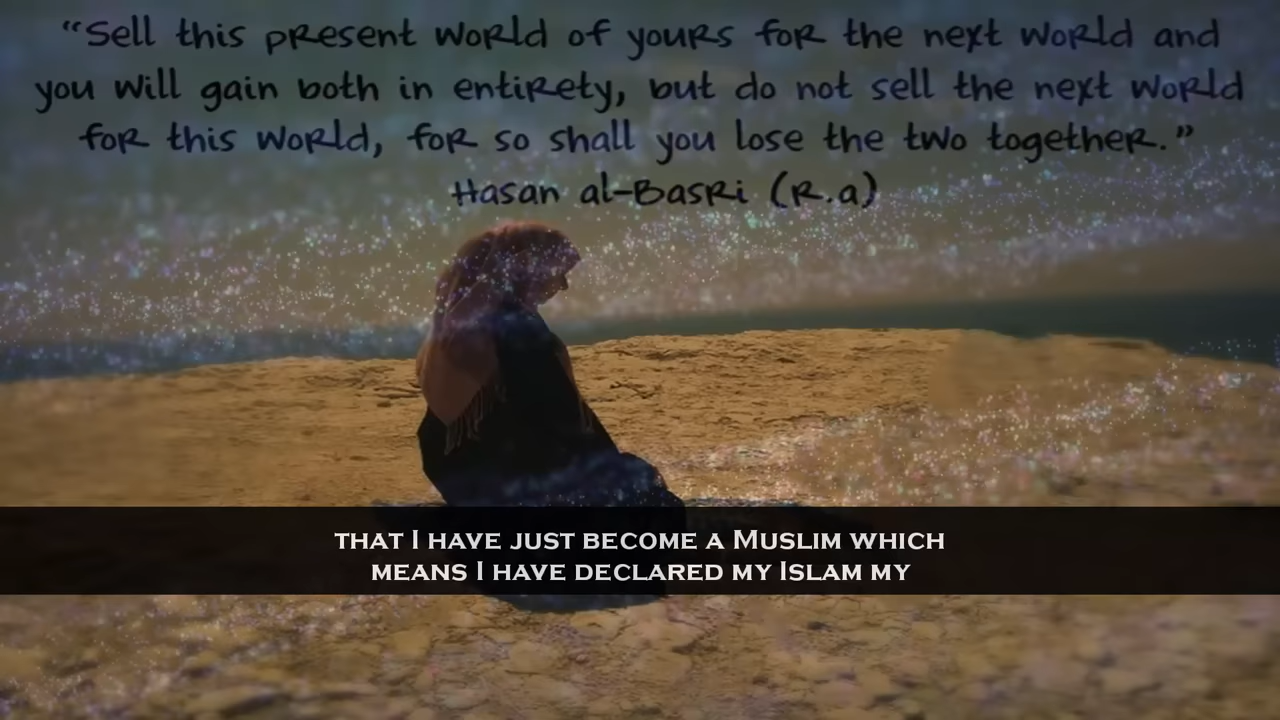 “Sell this present world of yours for the next world and
you will gain both in entirety, but do not sell the next world
for this world, for so shall you lose the two together.”
Hasan al-Basri (R.a)
THAT I HAVE JUST BECOME A MUSLIM WHICH
MEANS I HAVE DECLARED MY ISLAM MY